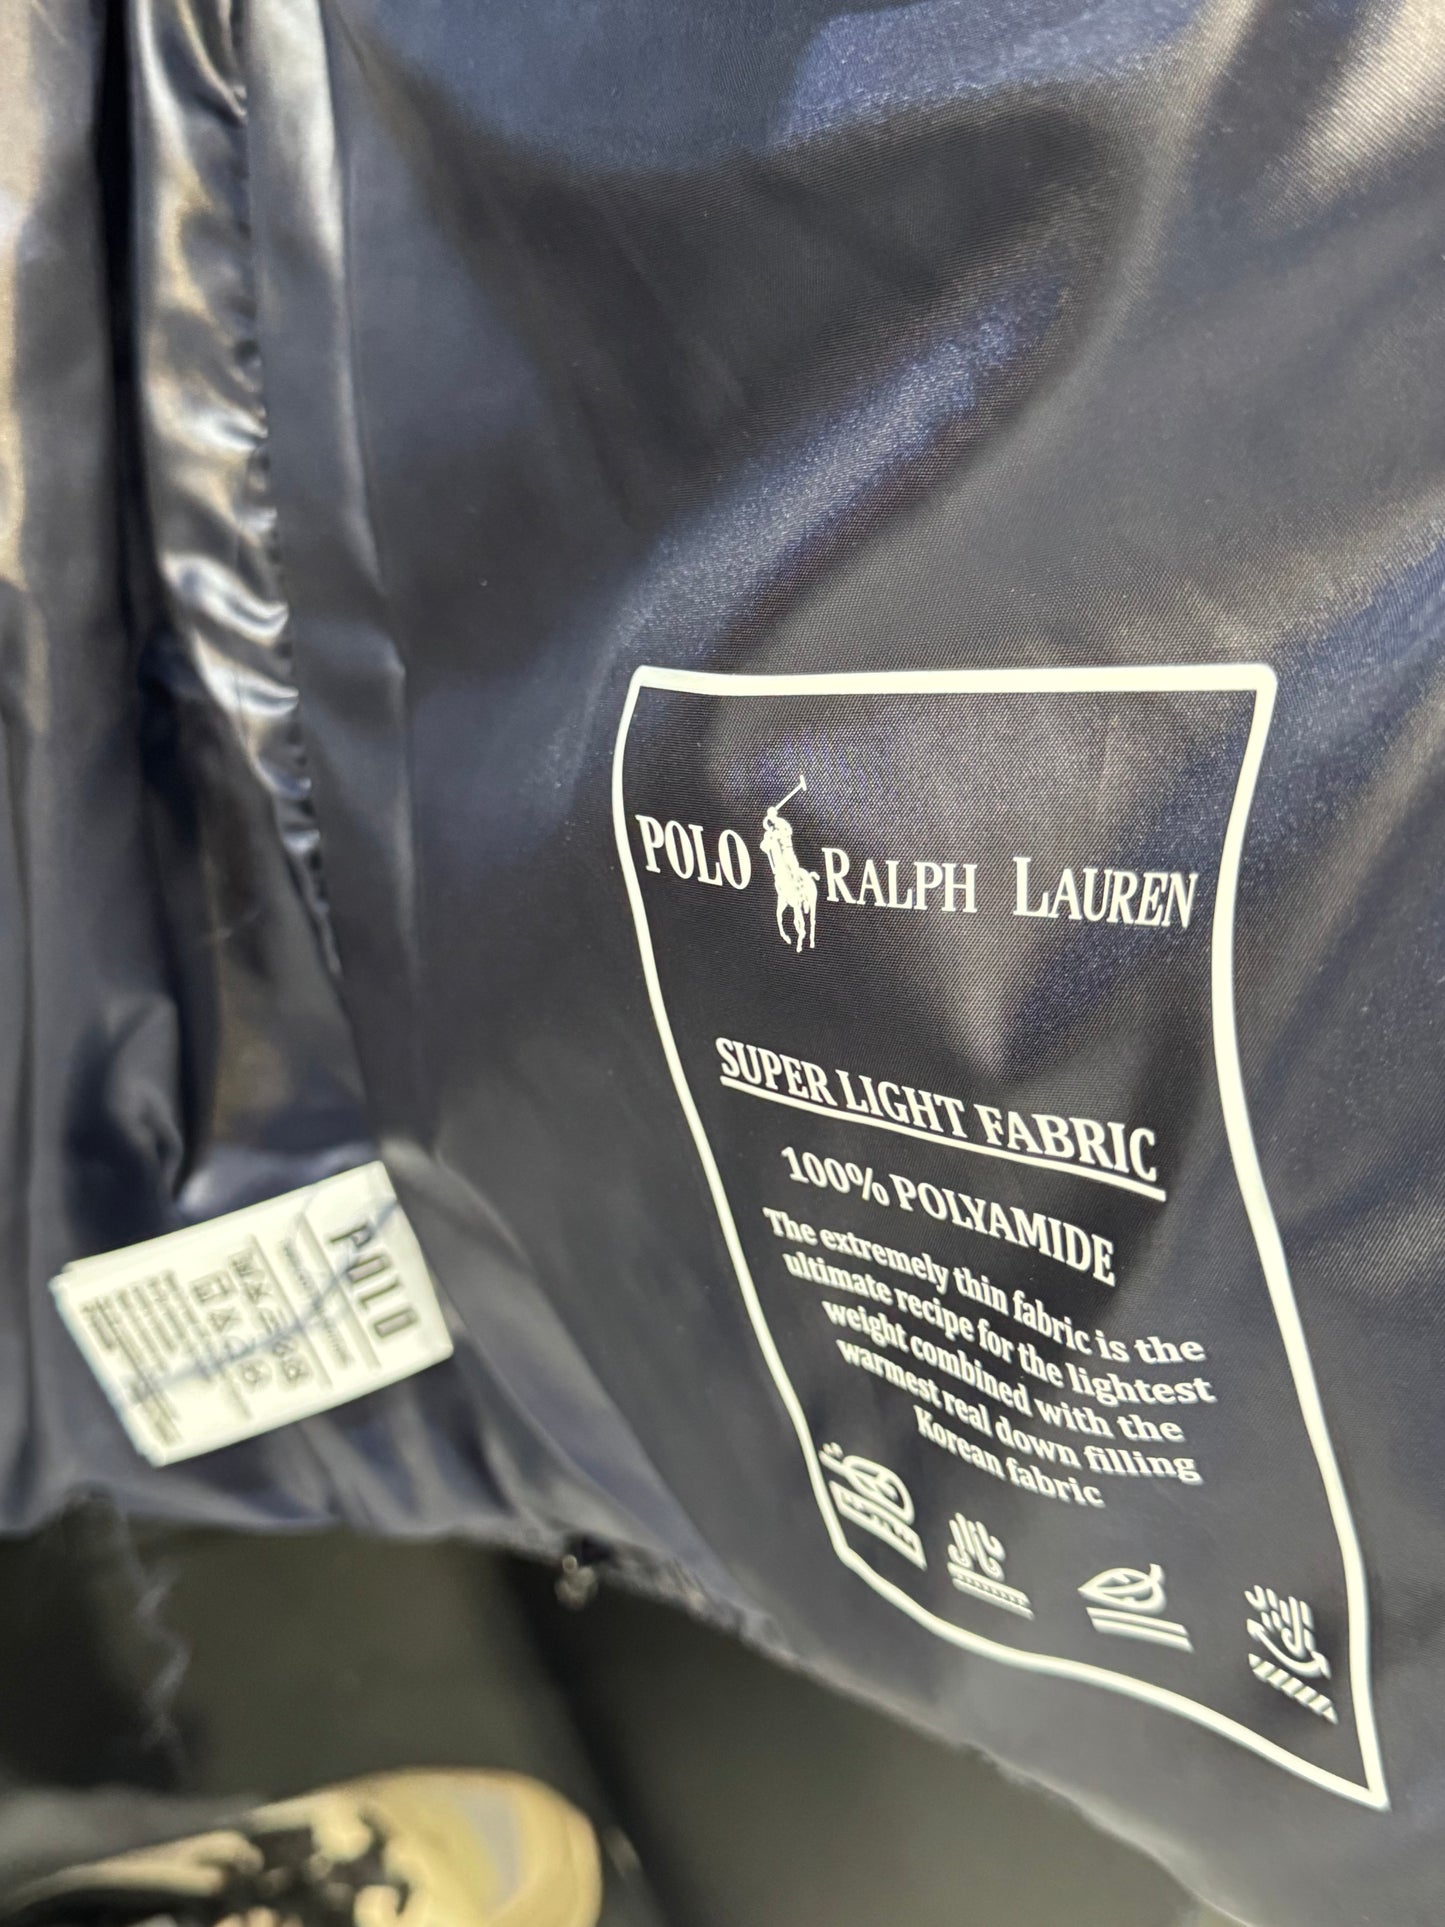 POLO RALPH LAUREN
SUPER LIGHT FABRIC
100% POLYAMIDE
The extremely thin fabric is the
ultimate recipe for the lightest
weight combined with the
warmest real down filling
Korean fabric
POLO